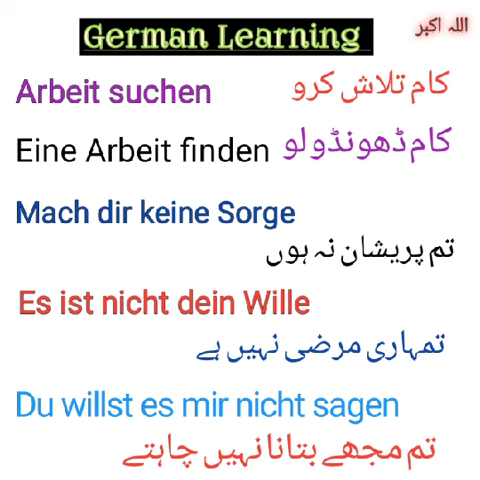 German Learning
اللہ اکبر
Arbeit suchen
کام تلاش کرو
Eine Arbeit finden
کام ڈھونڈو لو
Mach dir keine Sorge
تم پریشان نہ ہوں
Es ist nicht dein Wille
تمہاری مرضی نہیں ہے
Du willst es mir nicht sagen
تم مجھے بتانا نہیں چاہتے